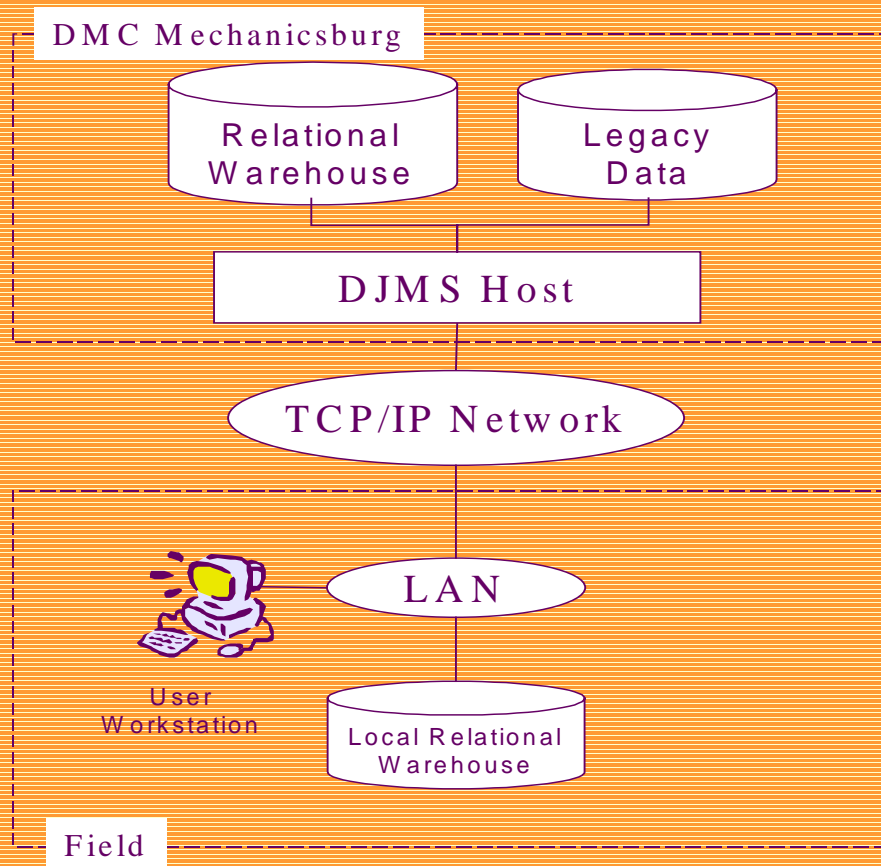 DMC Mechanicsburg
Relational
Warehouse
Legacy
Data
DJMS Host
TCP/IP Network
LAN
User
Workstation
Local Relational
Warehouse
Field